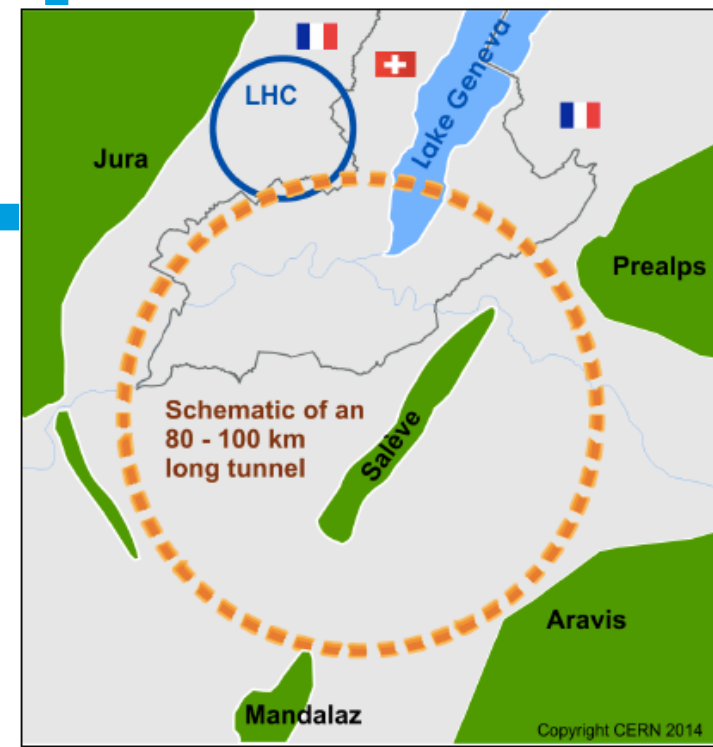 LHC
Lake Geneva
Jura
Prealps
Schematic of an
80 - 100 km
long tunnel
Salève
Aravis
Mandalaz
Copyright CERN 2014